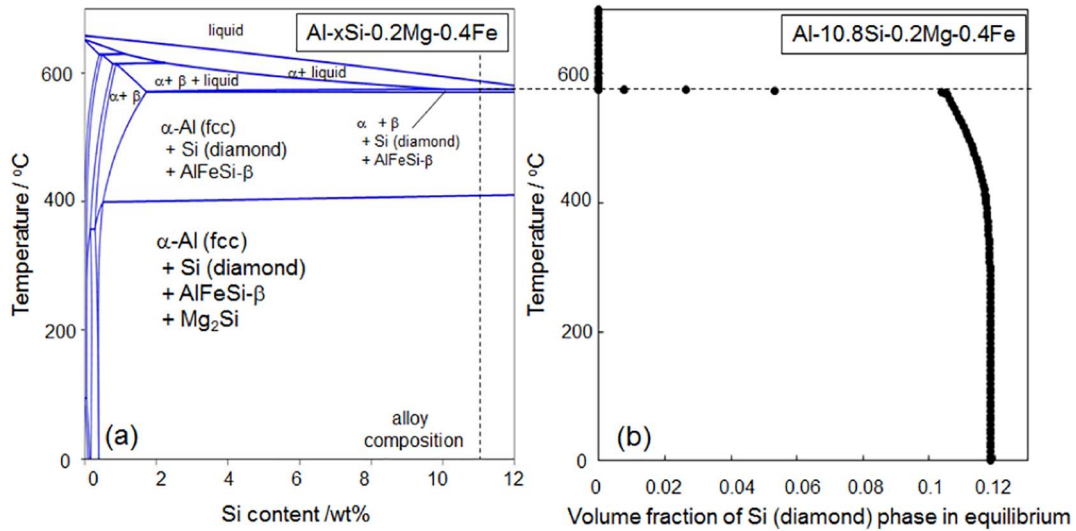 liquid
Al-xSi-0.2Mg-0.4Fe
α+ β + liquid
α+ liquid
α+ β
α-Al (fcc)
+ Si (diamond)
+ AlFeSi-β
α + β
+ Si (diamond)
+ AlFeSi-β
α-Al (fcc)
+ Si (diamond)
+ AlFeSi-β
+ Mg₂Si
(a)
alloy
composition
Temperature / ºC
600
400
200
0
0 2 4 6 8 10 12
Si content /wt%
Al-10.8Si-0.2Mg-0.4Fe
(b)
Temperature / ºC
600
400
200
0
0 0.02 0.04 0.06 0.08 0.1 0.12
Volume fraction of Si (diamond) phase in equilibrium